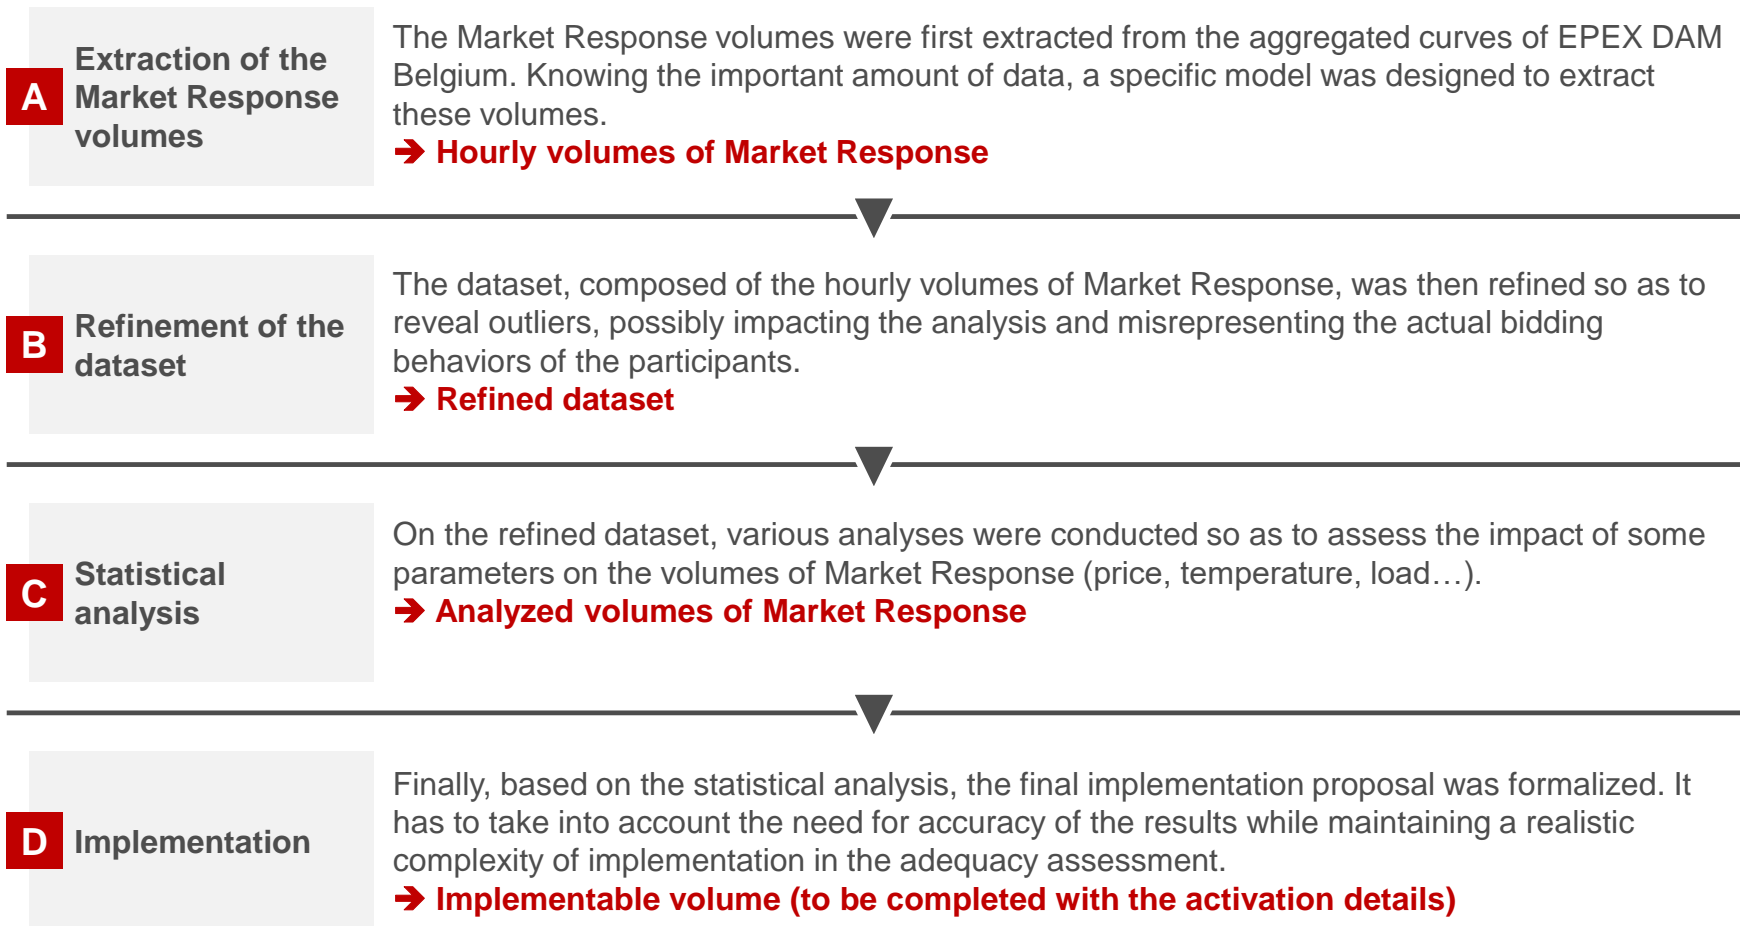 A
Extraction of the
Market Response
volumes
The Market Response volumes were first extracted from the aggregated curves of EPEX DAM
Belgium. Knowing the important amount of data, a specific model was designed to extract
these volumes.
➔ Hourly volumes of Market Response
B
Refinement of the
dataset
The dataset, composed of the hourly volumes of Market Response, was then refined so as to
reveal outliers, possibly impacting the analysis and misrepresenting the actual bidding
behaviors of the participants.
➔ Refined dataset
C
Statistical
analysis
On the refined dataset, various analyses were conducted so as to assess the impact of some
parameters on the volumes of Market Response (price, temperature, load…).
➔ Analyzed volumes of Market Response
D
Implementation
Finally, based on the statistical analysis, the final implementation proposal was formalized. It
has to take into account the need for accuracy of the results while maintaining a realistic
complexity of implementation in the adequacy assessment.
➔ Implementable volume (to be completed with the activation details)